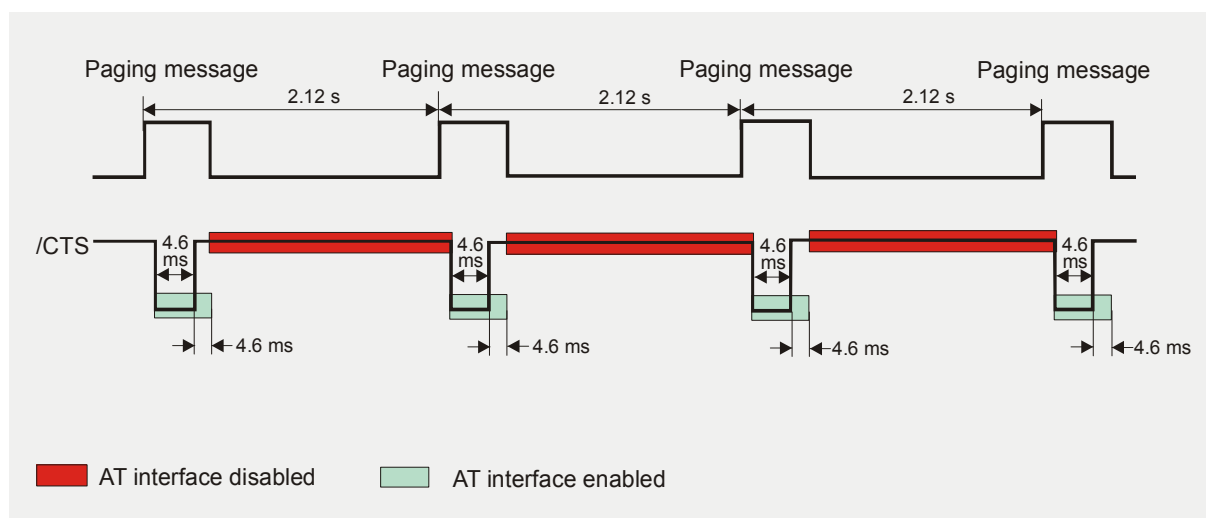 Paging message Paging message Paging message Paging message
2.12 s 2.12 s 2.12 s
/CTS
4.6
ms
4.6
ms
4.6
ms
4.6
ms
4.6 ms 4.6 ms 4.6 ms 4.6 ms
AT interface disabled AT interface enabled